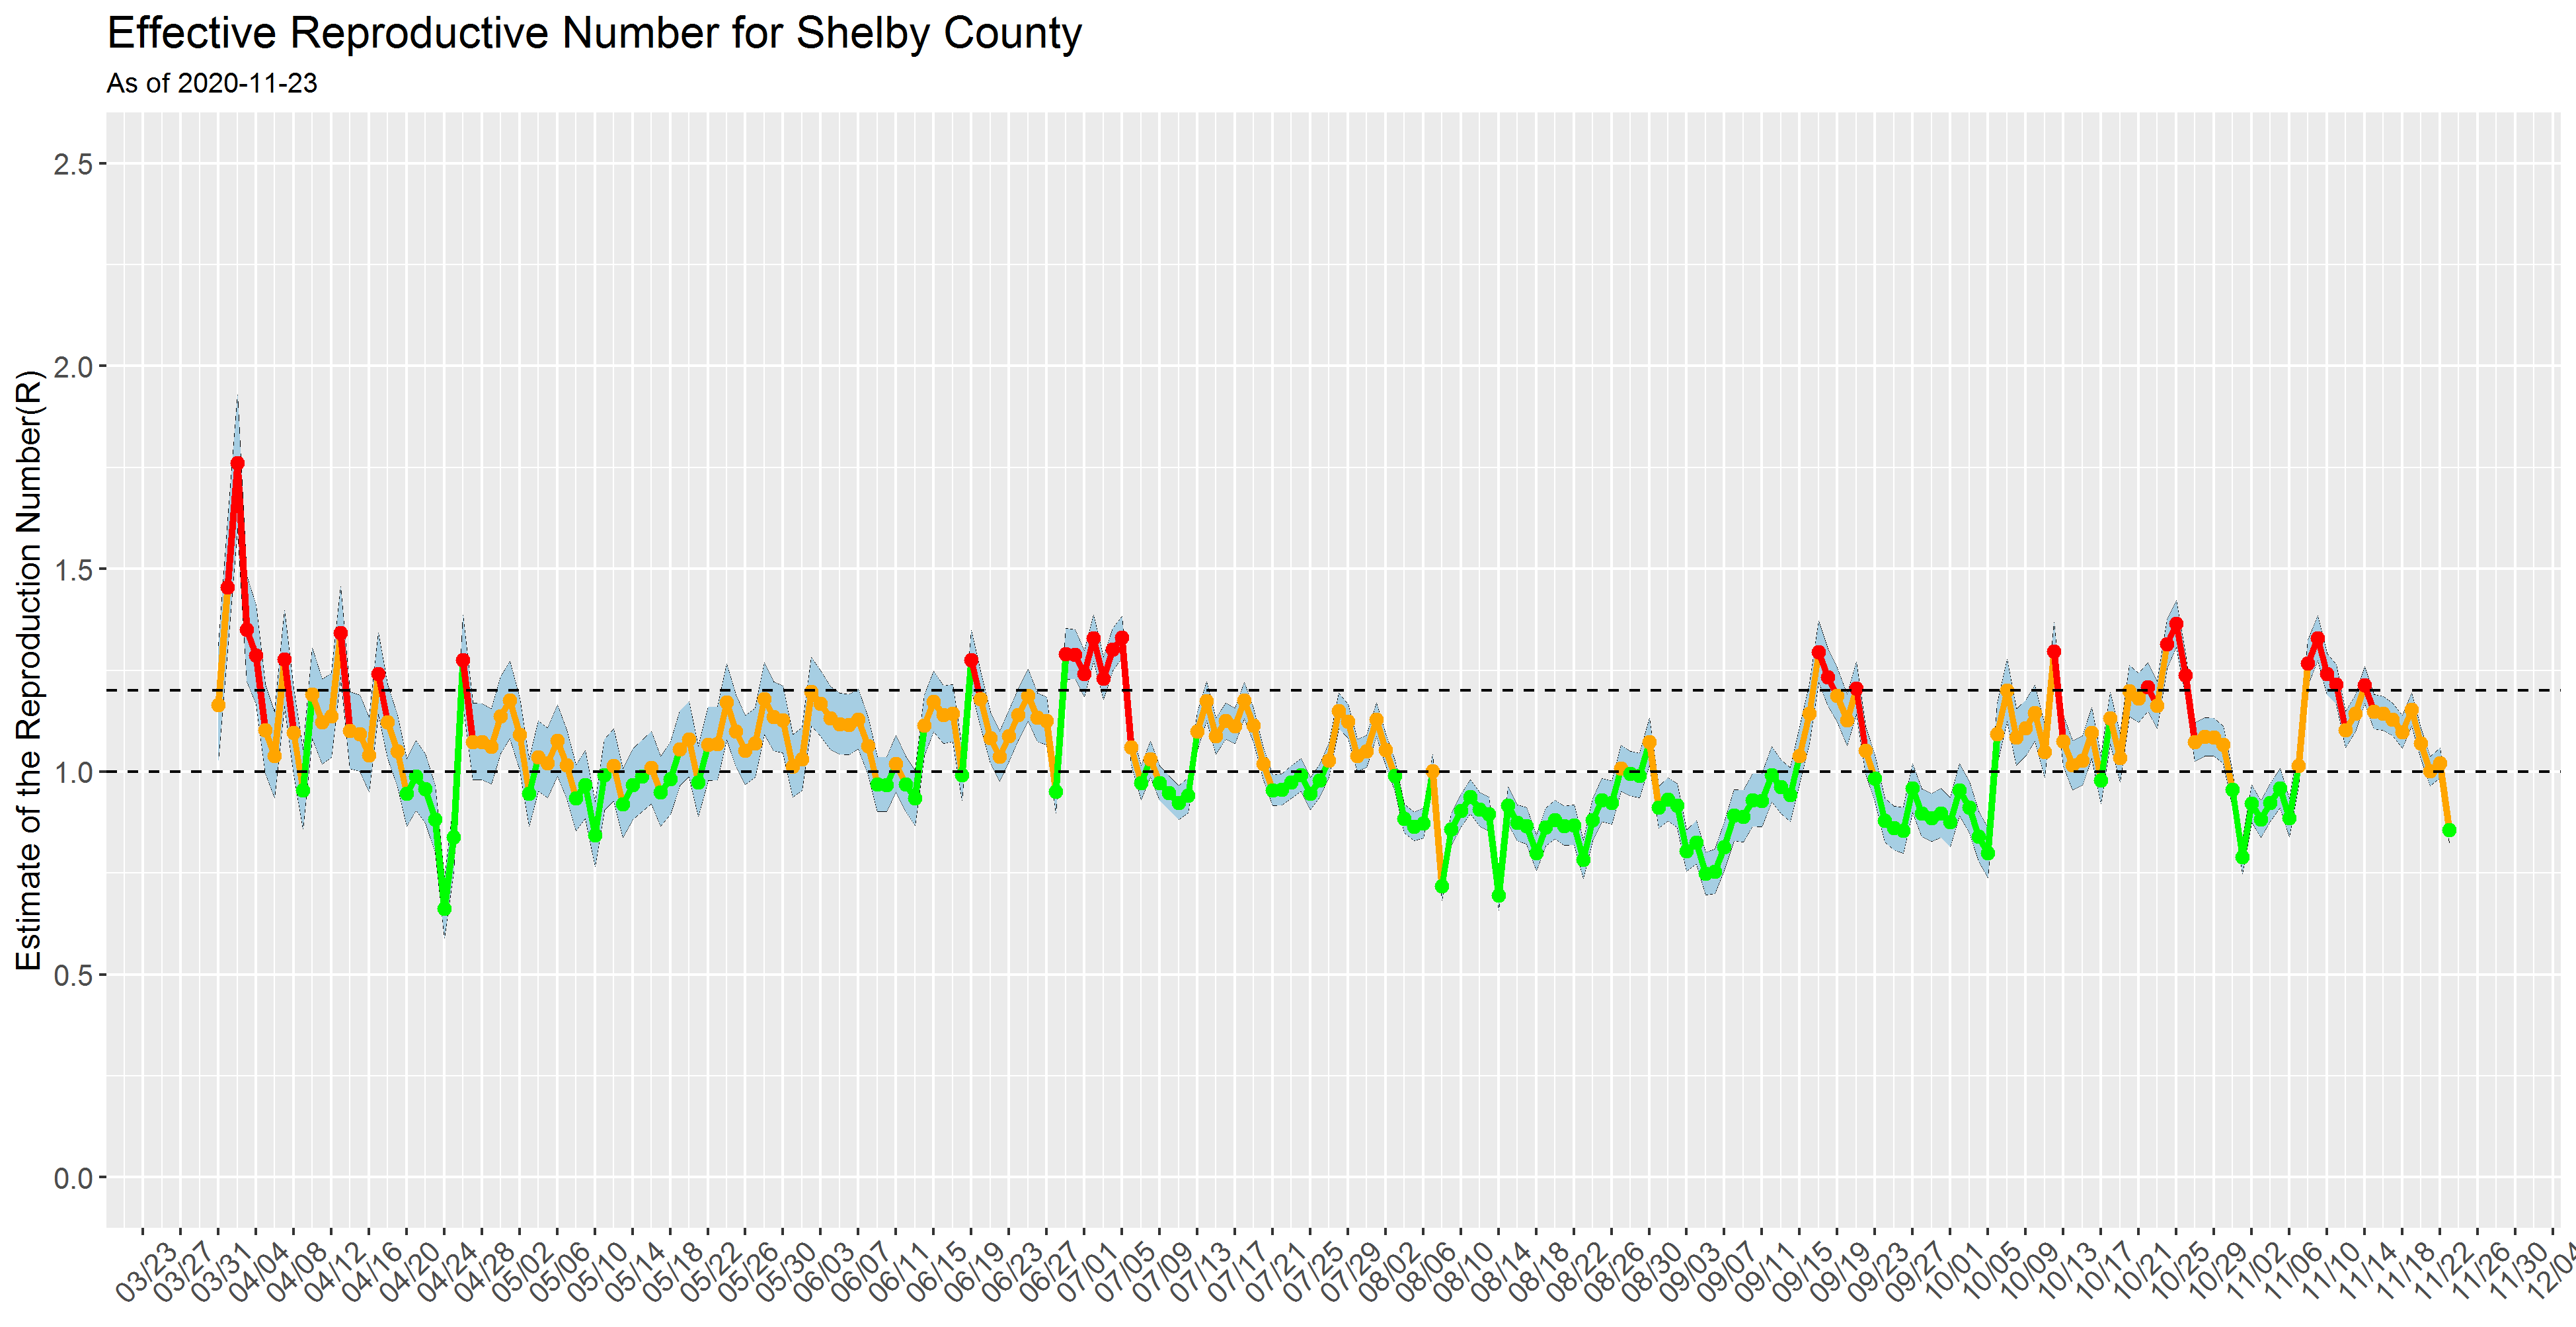 Effective Reproductive Number for Shelby County
As of 2020-11-23
Estimate of the Reproduction Number(R)
2.5
2.0
1.5
1.0
0.5
0.0
03/23 03/27 03/31 04/04 04/08 04/12 04/16 04/20 04/24 04/28 05/02 05/06 05/10 05/14 05/18 05/22 05/26 05/30 06/03 06/07 06/11 06/15 06/19 06/23 06/27 07/01 07/05 07/09 07/13 07/17 07/21 07/25 07/29 08/02 08/06 08/10 08/14 08/18 08/22 08/26 08/30 09/03 09/07 09/11 09/15 09/19 09/23 09/27 10/01 10/05 10/09 10/13 10/17 10/21 10/25 10/29 11/02 11/06 11/10 11/14 11/18 11/22 11/26 11/30 12/04